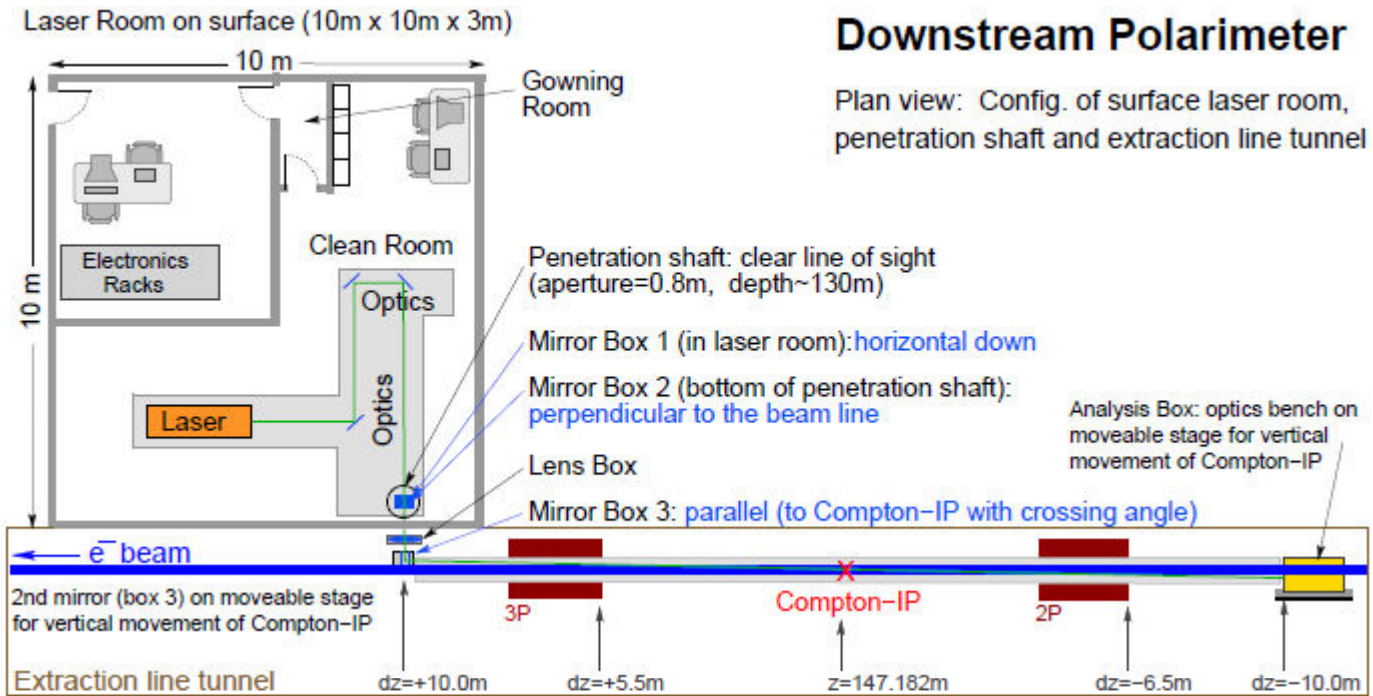 Laser Room on surface (10m x 10m x 3m)
Downstream Polarimeter
Plan view: Config. of surface laser room,
penetration shaft and extraction line tunnel
10 m
10 m
Gowning
Room
Electronics
Racks
Clean Room
Optics
Optics
Laser
Penetration shaft: clear line of sight
(aperture=0.8m, depth~130m)
Mirror Box 1 (in laser room):horizontal down
Mirror Box 2 (bottom of penetration shaft):
perpendicular to the beam line
Lens Box
Mirror Box 3: parallel (to Compton−IP with crossing angle)
Analysis Box: optics bench on
moveable stage for vertical
movement of Compton−IP
e⁻ beam
2nd mirror (box 3) on moveable stage
for vertical movement of Compton−IP
3P
Compton−IP
2P
Extraction line tunnel
dz=+10.0m
dz=+5.5m
z=147.182m
dz=−6.5m
dz=−10.0m